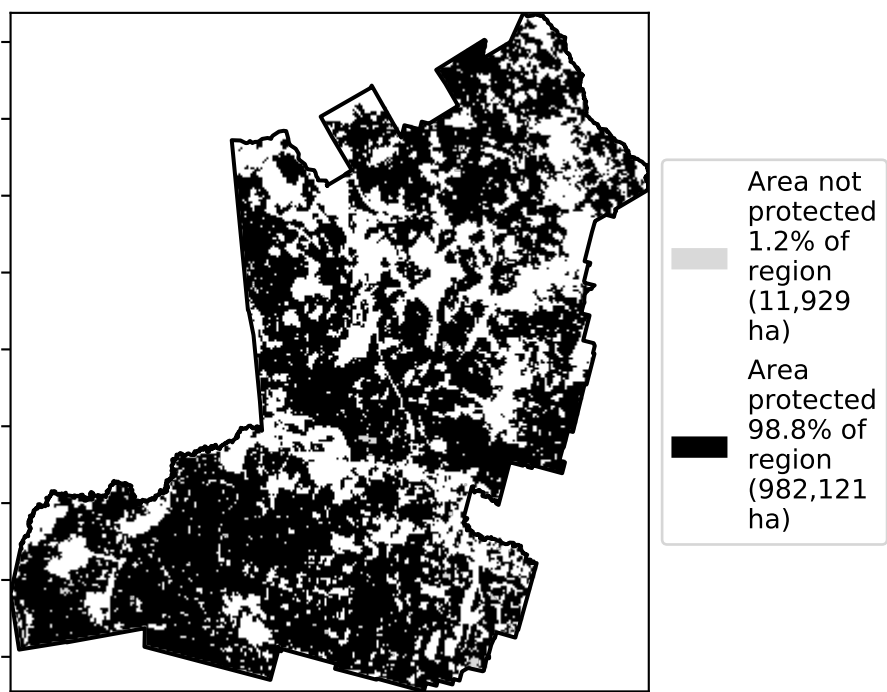 Area not
protected
1.2% of
region
(11,929
ha)
Area
protected
98.8% of
region
(982,121
ha)